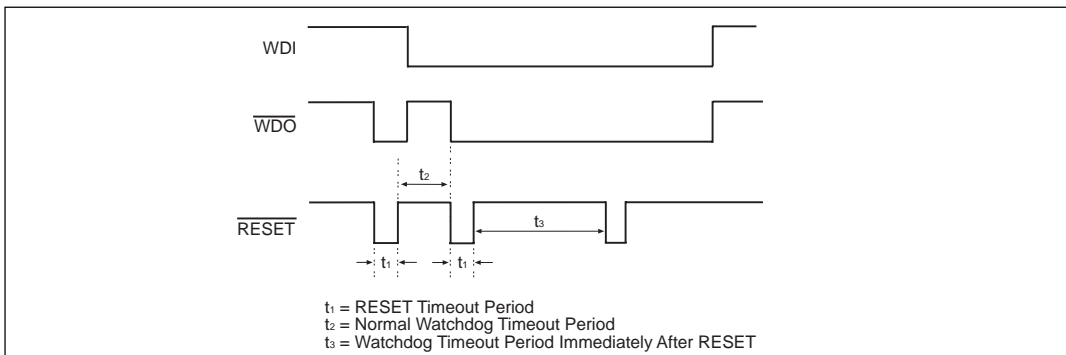 WDI
WDO
t2
RESET
t3
t1 t1
t1 = RESET Timeout Period
t2 = Normal Watchdog Timeout Period
t3 = Watchdog Timeout Period Immediately After RESET